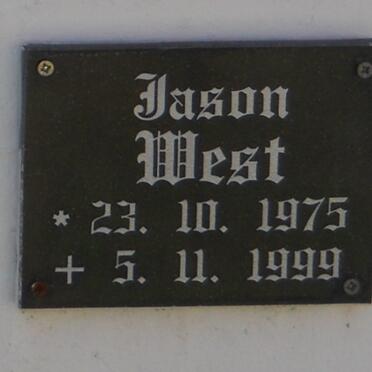 Jason
West
* 23. 10. 1975
+ 5. 11. 1999